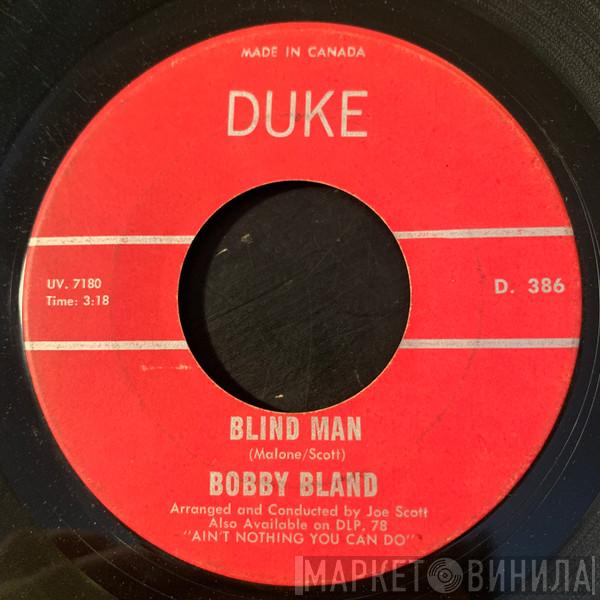 MADE IN CANADA
DUKE
UV. 7180
Time: 3:18
D. 386
BLIND MAN
(Malone/Scott)
BOBBY BLAND
Arranged and Conducted by Joe Scott
Also Available on DLP. 78
"AIN'T NOTHING YOU CAN DO"
МАРКЕТ ВИНИЛА